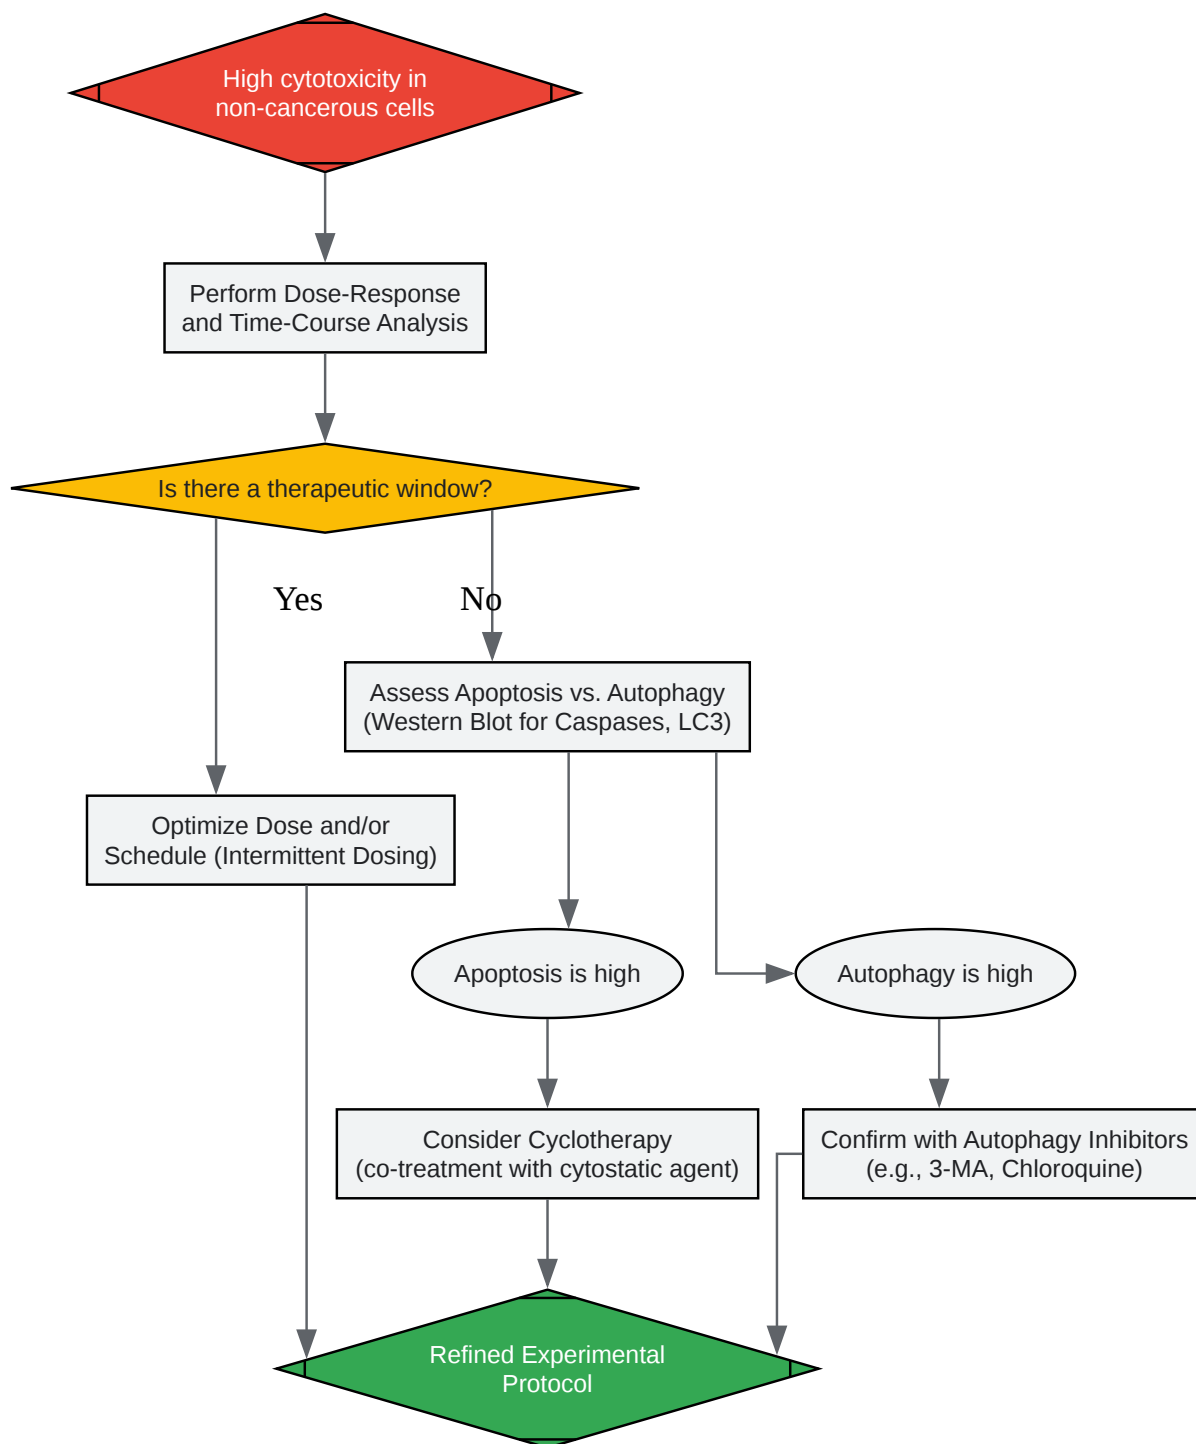 High cytotoxicity in
non-cancerous cells
Perform Dose-Response
and Time-Course Analysis
Is there a therapeutic window?
Yes
No
Assess Apoptosis vs. Autophagy
(Western Blot for Caspases, LC3)
Optimize Dose and/or
Schedule (Intermittent Dosing)
Apoptosis is high
Autophagy is high
Consider Cyclotherapy
(co-treatment with cytostatic agent)
Confirm with Autophagy Inhibitors
(e.g., 3-MA, Chloroquine)
Refined Experimental
Protocol